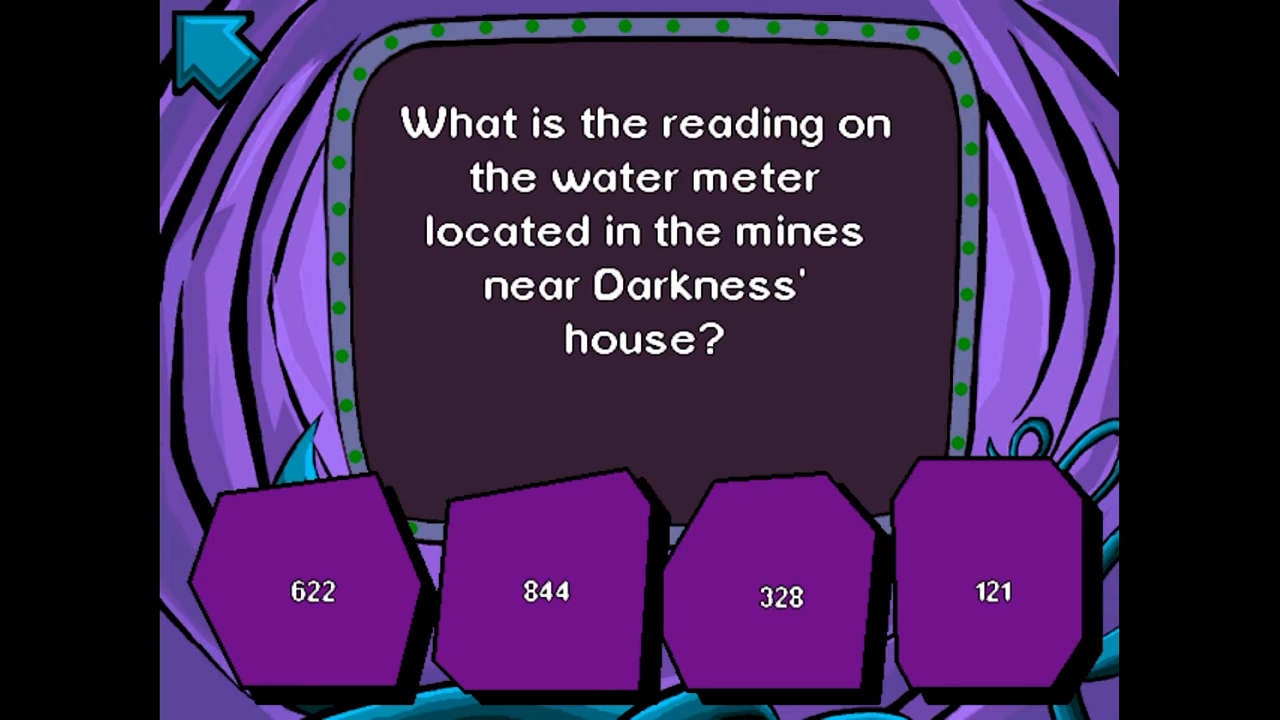 What is the reading on
the water meter
located in the mines
near Darkness'
house?
622
844
328
121